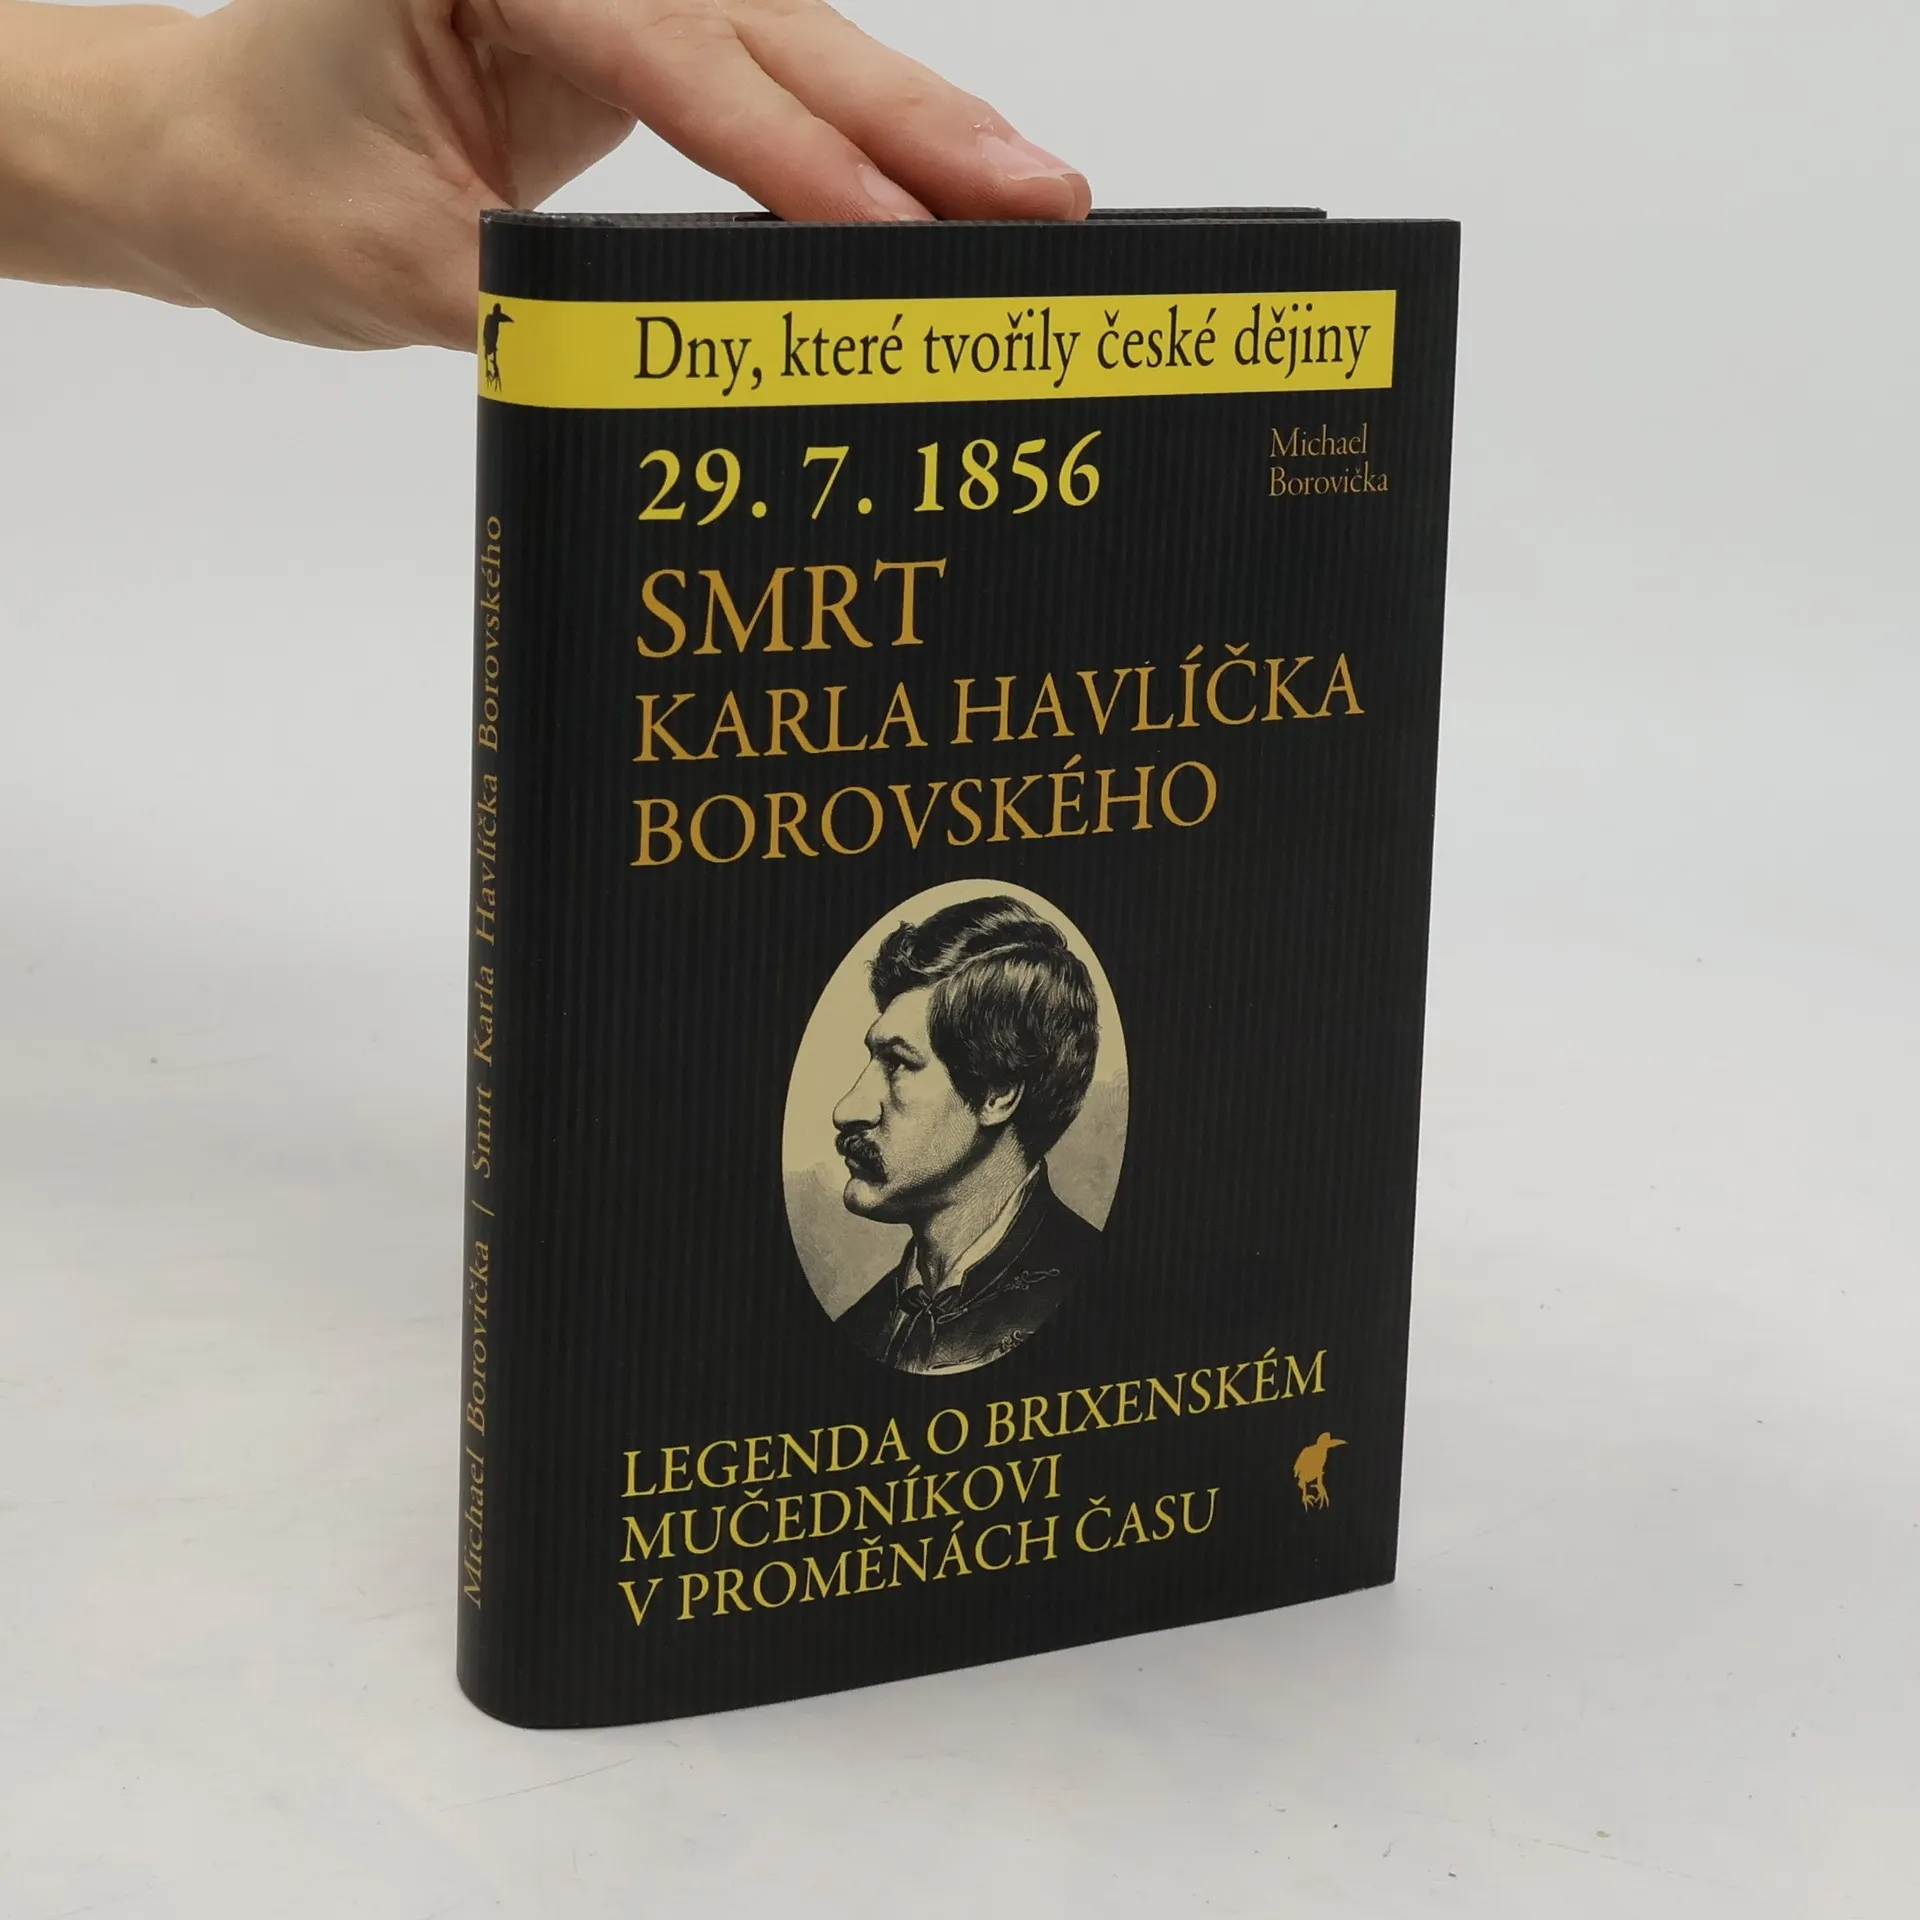 Dny, které tvořily české dějiny
29. 7. 1856
Michael
Borovička
SMRT
KARLA HAVLÍČKA
BOROVSKÉHO
LEGENDA O BRIXENSKÉM
MUČEDNÍKOVI
V PROMĚNÁCH ČASU
Michael Borovička | Smrt Karla Havlíčka Borovského